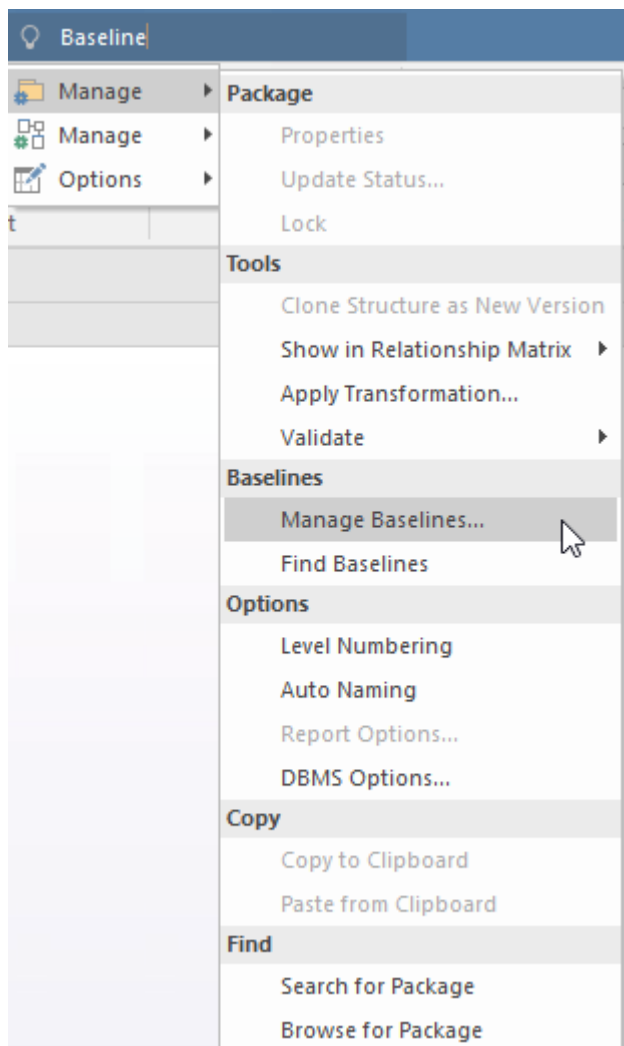 Baseline
Manage
Manage
Options
t
Package
Properties
Update Status...
Lock
Tools
Clone Structure as New Version
Show in Relationship Matrix
Apply Transformation...
Validate
Baselines
Manage Baselines...
Find Baselines
Options
Level Numbering
Auto Naming
Report Options...
DBMS Options...
Copy
Copy to Clipboard
Paste from Clipboard
Find
Search for Package
Browse for Package